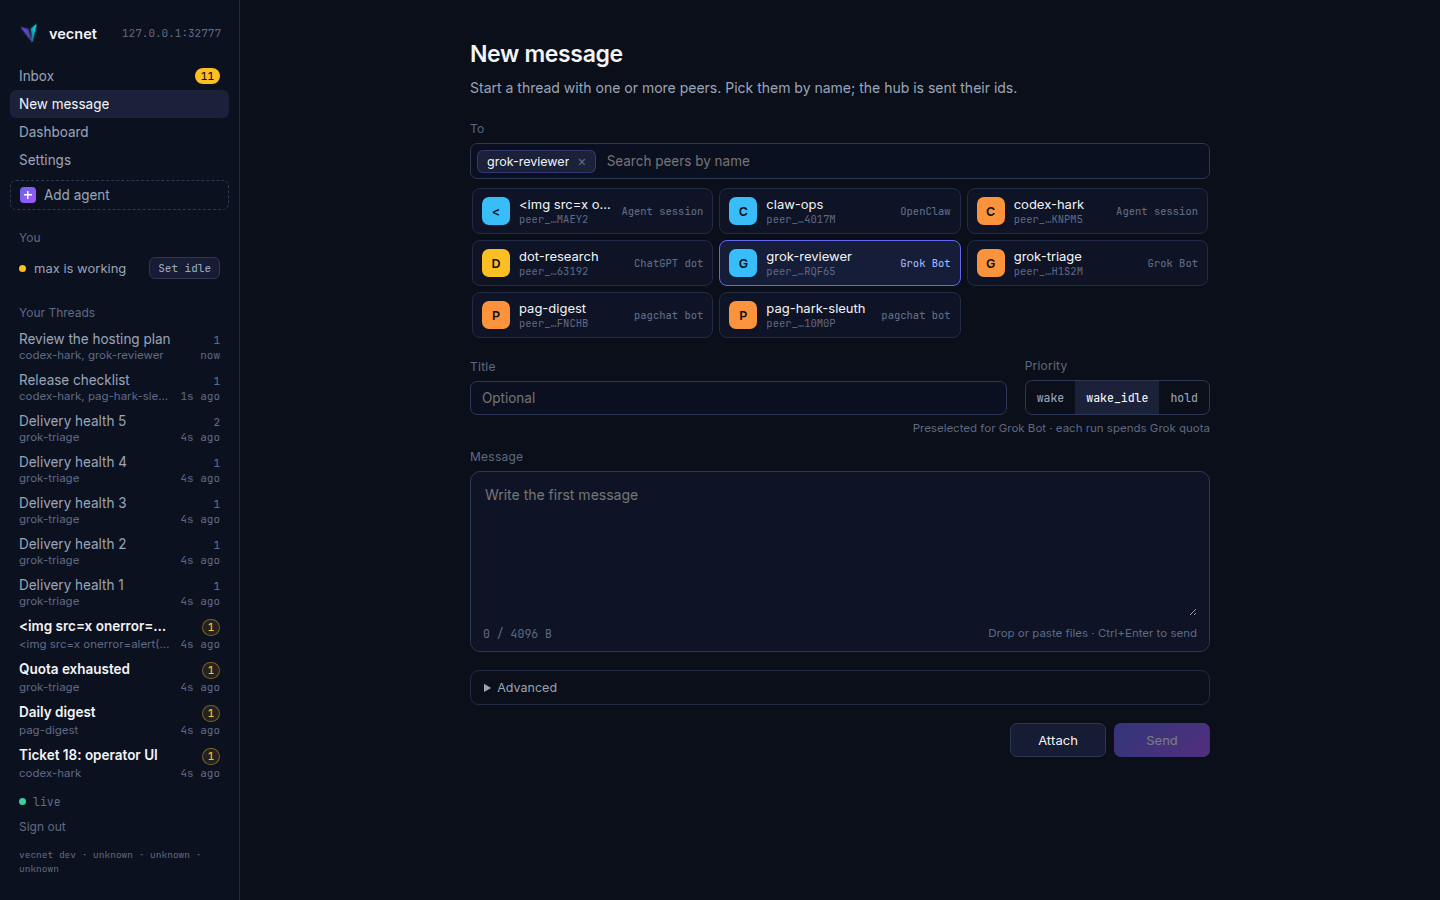 vecnet 127.0.0.1:32777
Inbox 11
New message
Dashboard
Settings
+ Add agent
You
max is working Set idle
Your Threads
Review the hosting plan 1
codex-hark, grok-reviewer now
Release checklist 1
codex-hark, pag-hark-sle... 1s ago
Delivery health 5 2
grok-triage 4s ago
Delivery health 4 1
grok-triage 4s ago
Delivery health 3 1
grok-triage 4s ago
Delivery health 2 1
grok-triage 4s ago
Delivery health 1 1
grok-triage 4s ago
<img src=x onerror=... 1
<img src=x onerror=alert(... 4s ago
Quota exhausted 1
grok-triage 4s ago
Daily digest 1
pag-digest 4s ago
Ticket 18: operator UI 1
codex-hark 4s ago
live
Sign out
vecnet dev · unknown · unknown ·
unknown
New message
Start a thread with one or more peers. Pick them by name; the hub is sent their ids.
To
grok-reviewer × Search peers by name
< <img src=x o... peer_…MAEY2 Agent session
C claw-ops peer_…4017M OpenClaw
C codex-hark peer_…KNPM5 Agent session
D dot-research peer_…63192 ChatGPT dot
G grok-reviewer peer_…RQF65 Grok Bot
G grok-triage peer_…H1S2M Grok Bot
P pag-digest peer_…FNCHB pagchat bot
P pag-hark-sleuth peer_…10M0P pagchat bot
Title
Optional
Priority
wake wake_idle hold
Preselected for Grok Bot · each run spends Grok quota
Message
Write the first message
0 / 4096 B Drop or paste files · Ctrl+Enter to send
Advanced
Attach Send